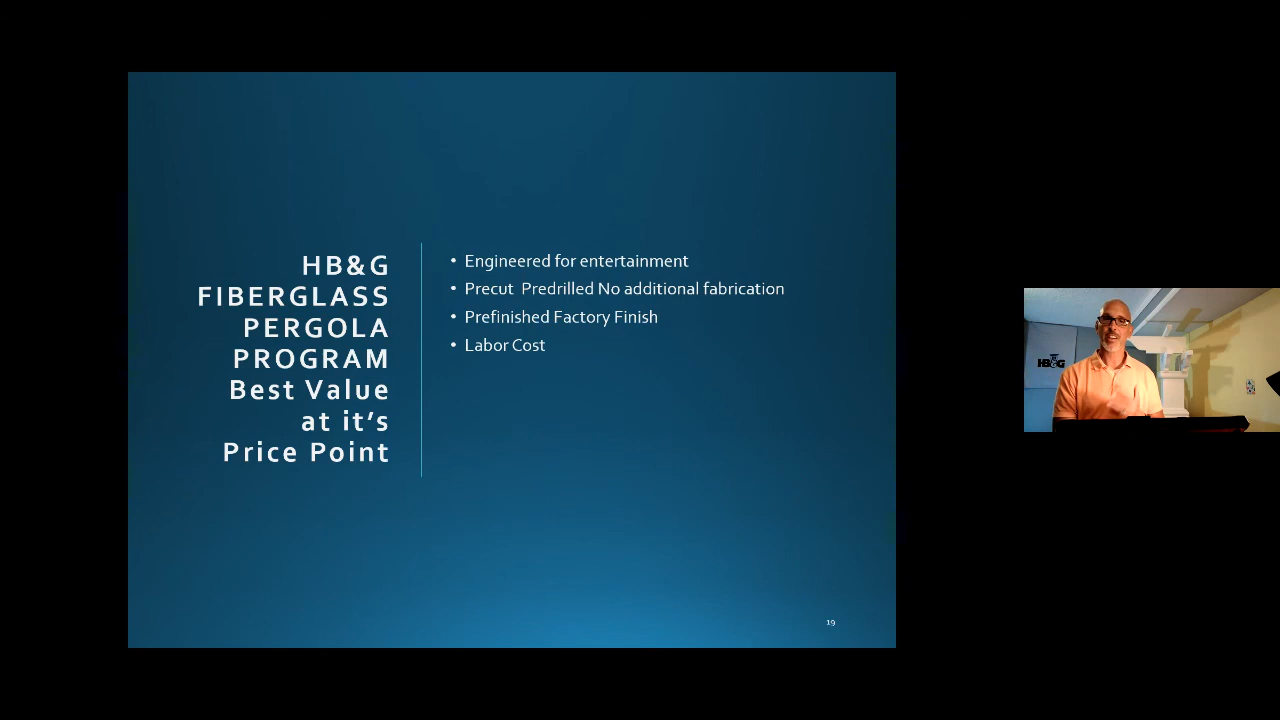 HB&G
FIBERGLASS
PERGOLA
PROGRAM
Best Value
at it's
Price Point
• Engineered for entertainment
• Precut  Predrilled No additional fabrication
• Prefinished Factory Finish
• Labor Cost
19
HB&G